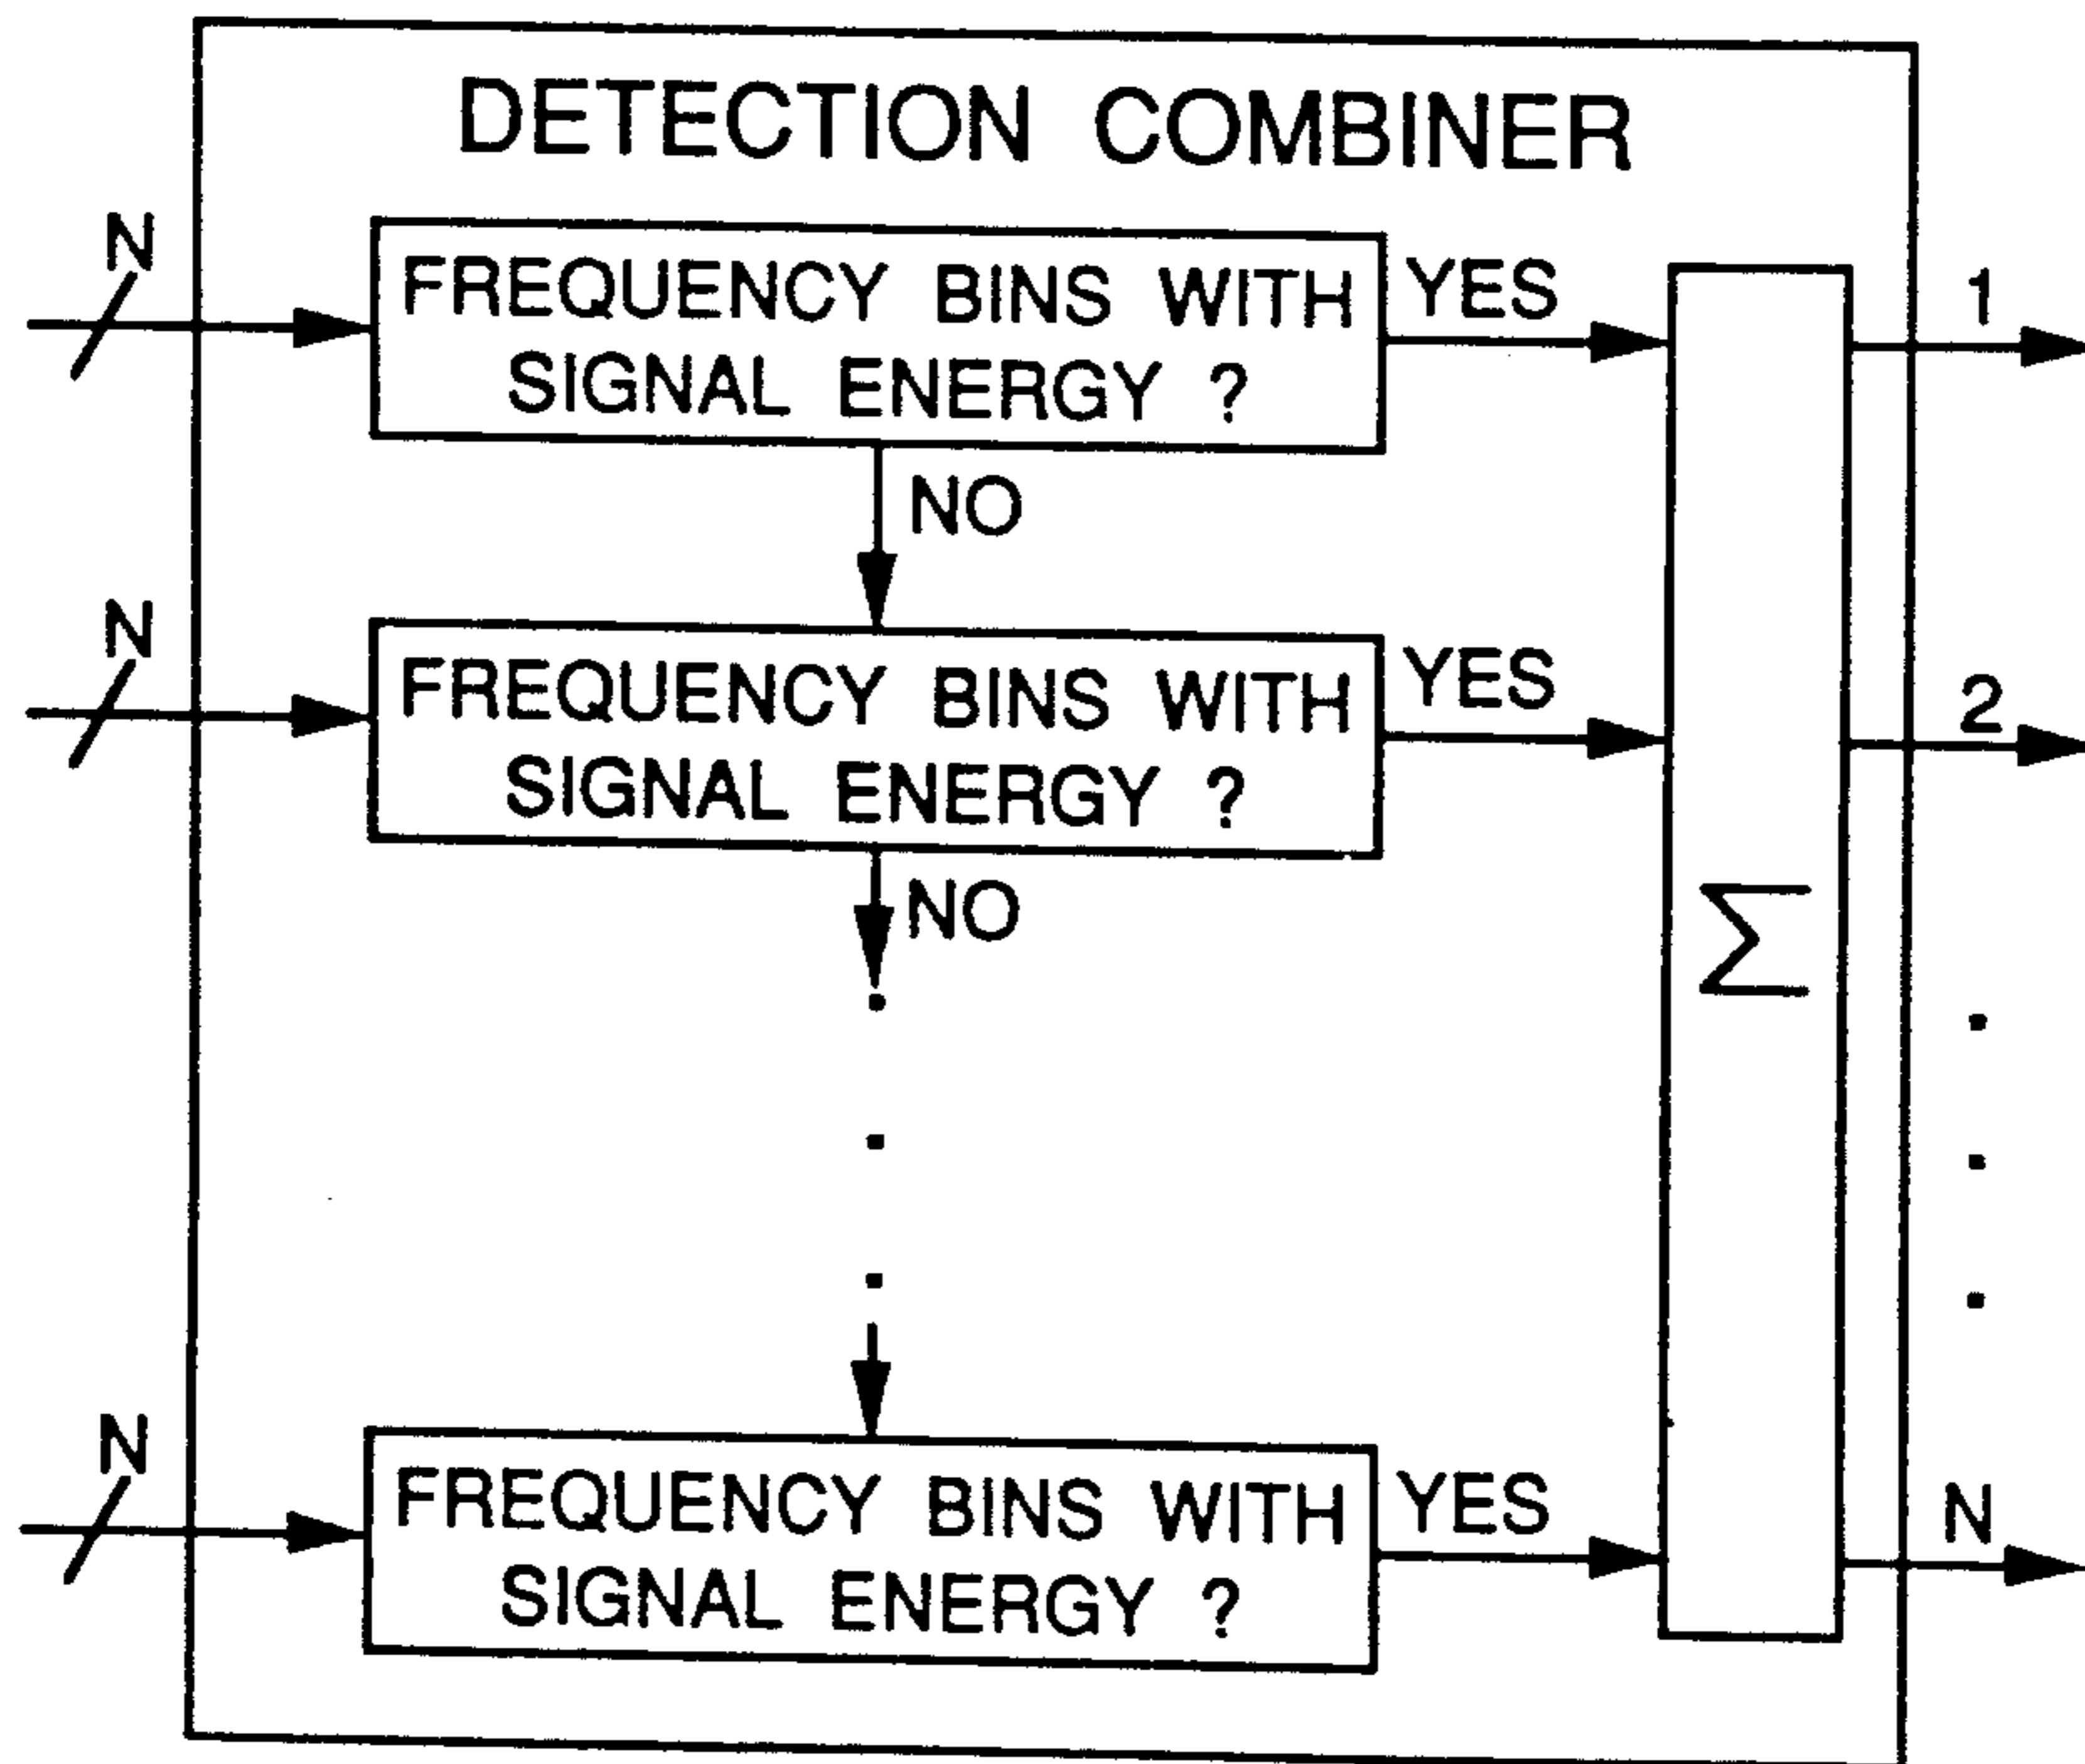 DETECTION COMBINER
N
FREQUENCY BINS WITH
SIGNAL ENERGY ?
YES
1
NO
N
FREQUENCY BINS WITH
SIGNAL ENERGY ?
YES
2
NO
Σ
N
FREQUENCY BINS WITH
SIGNAL ENERGY ?
YES
N